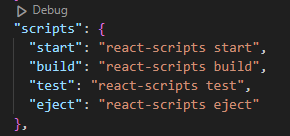 Debug
"scripts": {
"start": "react-scripts start",
"build": "react-scripts build",
"test": "react-scripts test",
"eject": "react-scripts eject"
},